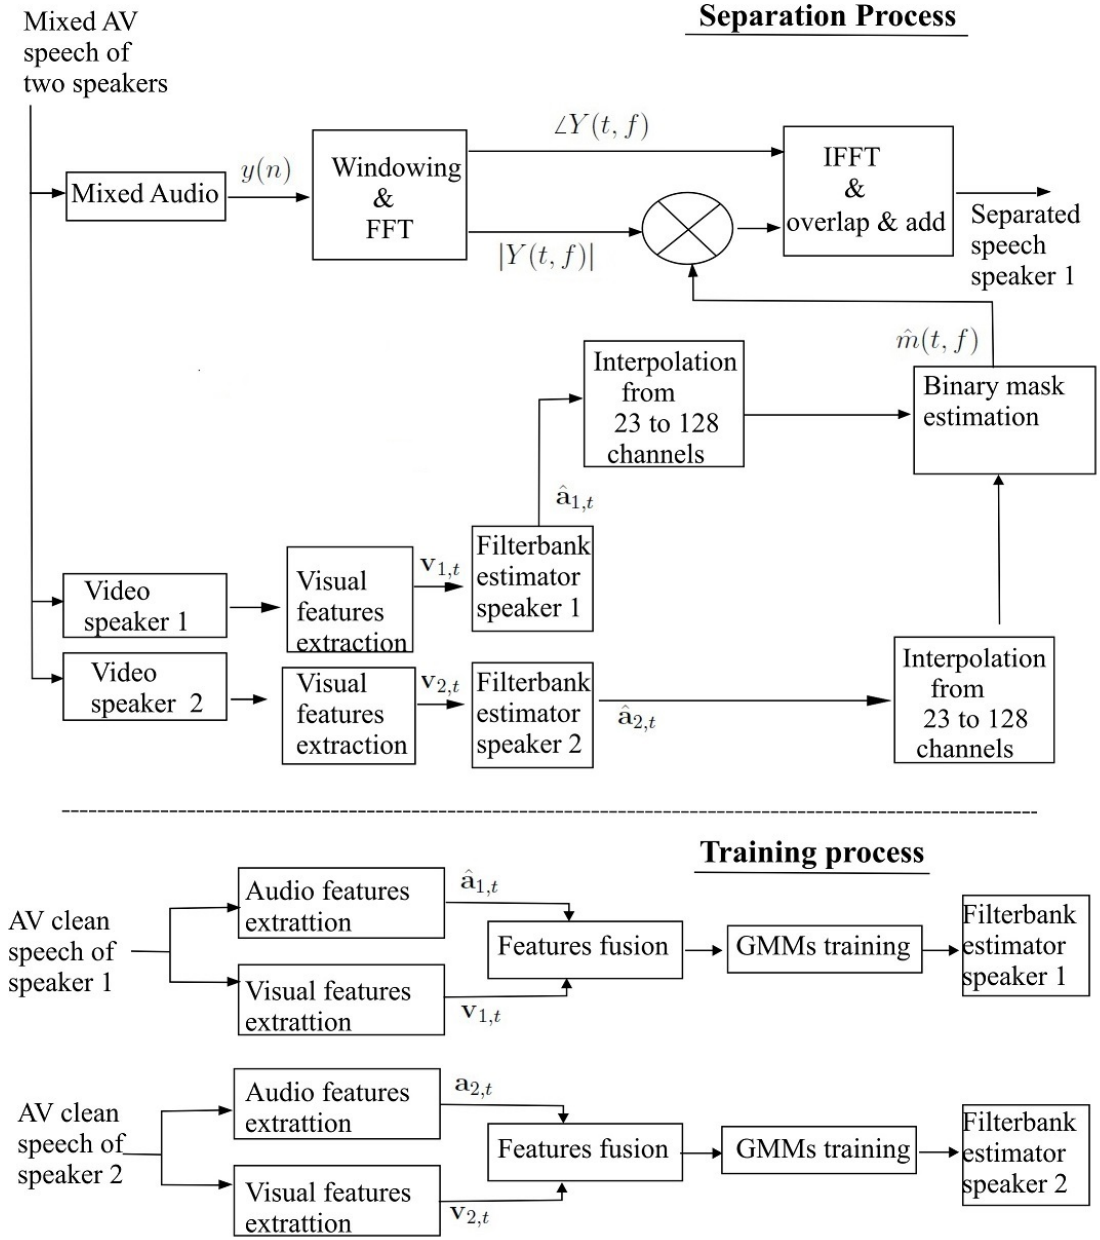 Mixed AV
speech of
two speakers
Separation Process
Mixed Audio
y(n)
Windowing
&
FFT
∠Y(t, f)
|Y(t, f)|
IFFT
&
overlap & add
Separated
speech
speaker 1
m̂(t, f)
Interpolation
from
23 to 128
channels
Binary mask
estimation
â1,t
Video
speaker 1
Visual
features
extraction
v1,t
Filterbank
estimator
speaker 1
Video
speaker 2
Visual
features
extraction
v2,t
Filterbank
estimator
speaker 2
â2,t
Interpolation
from
23 to 128
channels
Training process
AV clean
speech of
speaker 1
Audio features
extrattion
â1,t
Visual features
extrattion
v1,t
Features fusion
GMMs training
Filterbank
estimator
speaker 1
AV clean
speech of
speaker 2
Audio features
extrattion
a2,t
Visual features
extrattion
v2,t
Features fusion
GMMs training
Filterbank
estimator
speaker 2